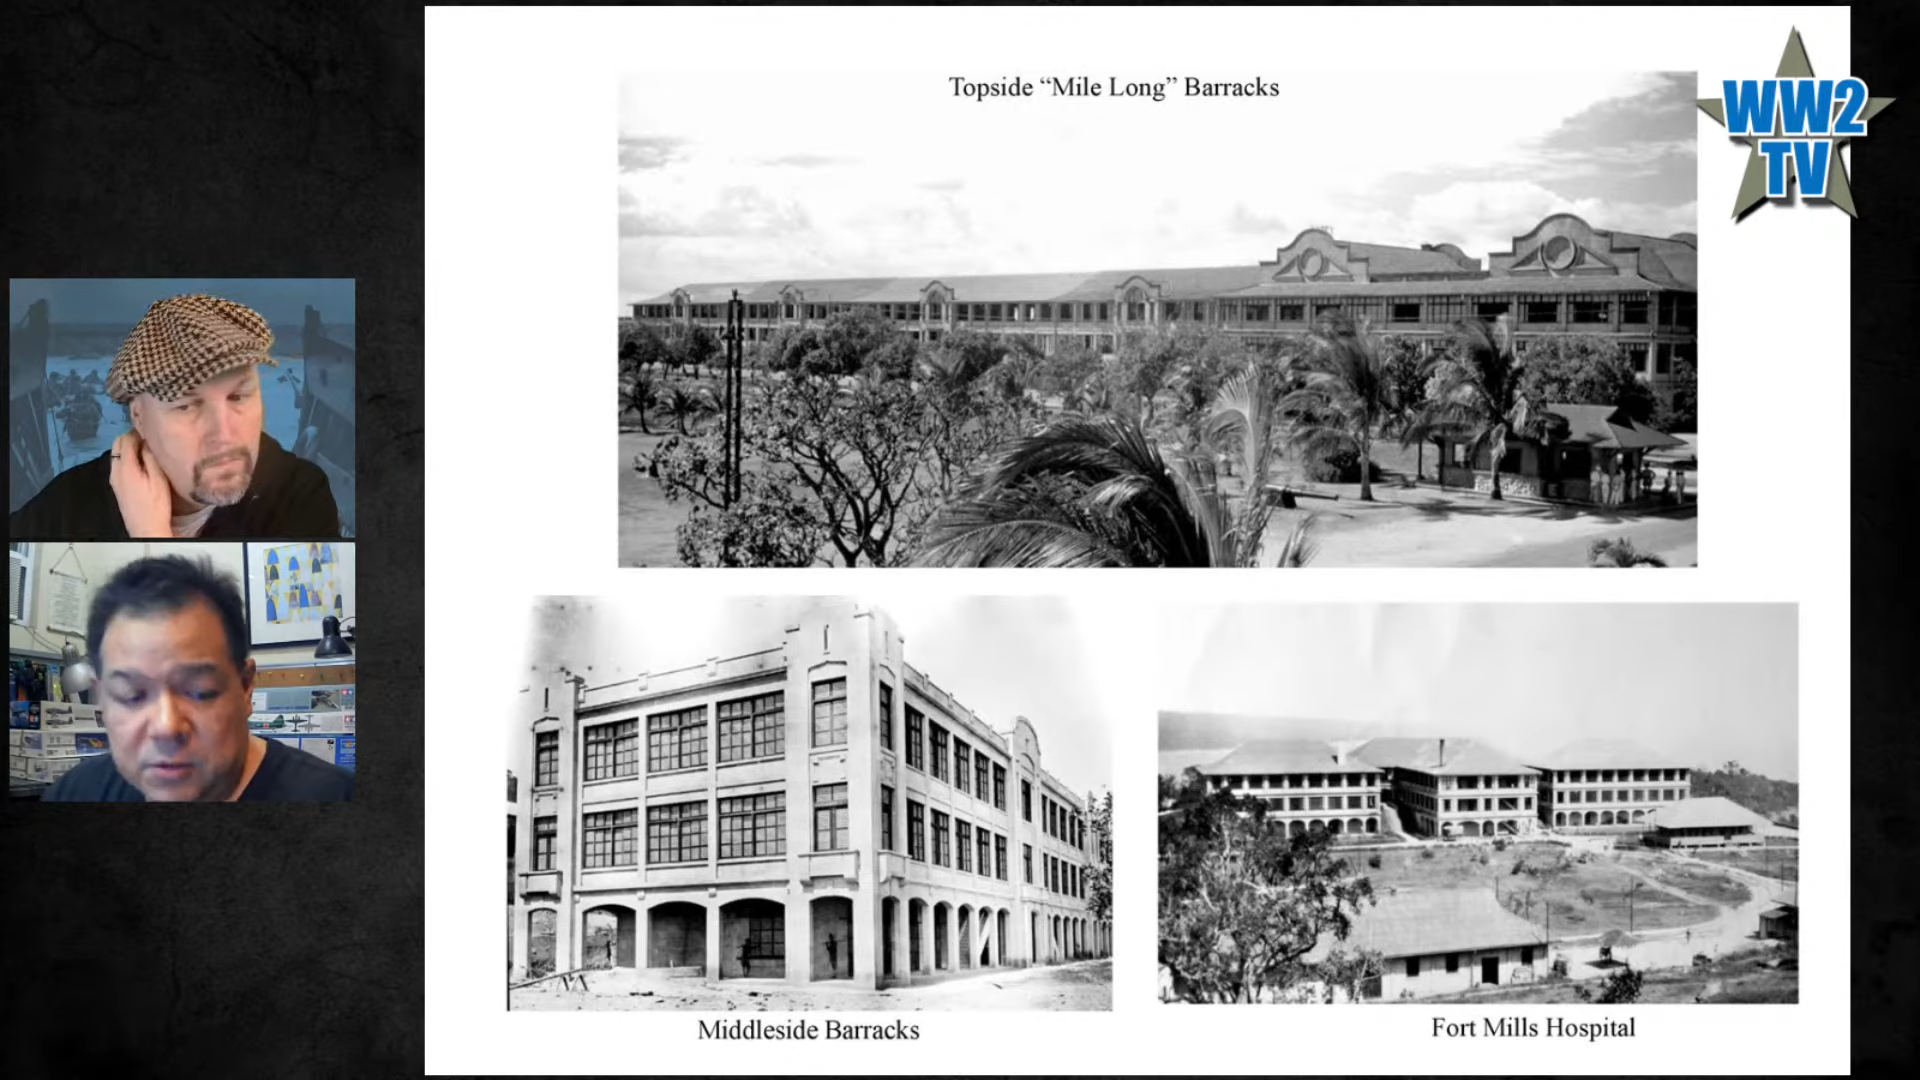 Topside “Mile Long” Barracks
WW2
TV
Middleside Barracks
Fort Mills Hospital